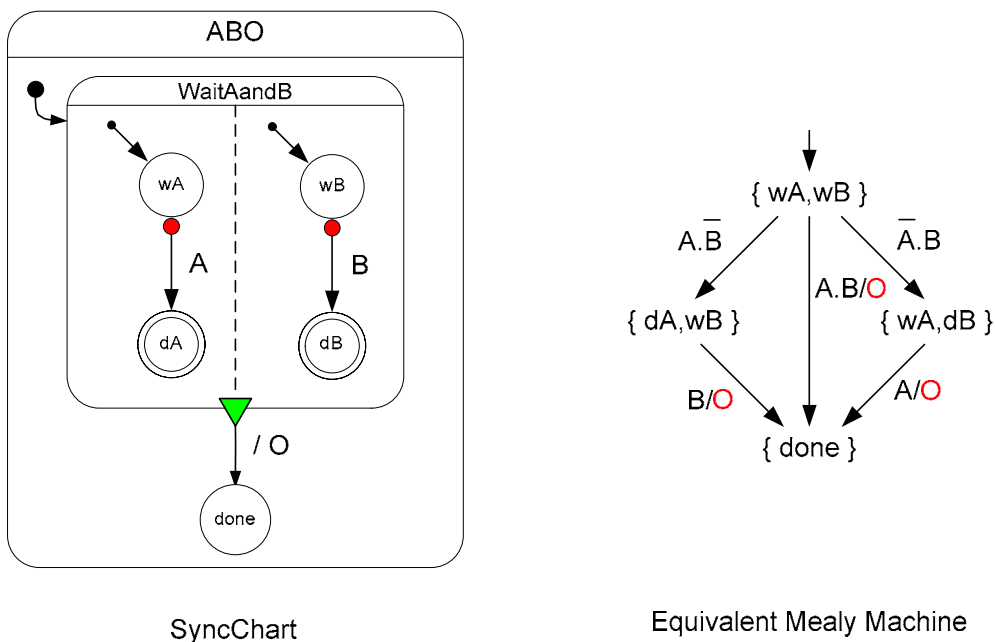 ABO
WaitAandB
wA
wB
A
B
dA
dB
/ O
done
SyncChart
{ wA,wB }
A.B̅
A̅.B
A.B/O
{ dA,wB }
{ wA,dB }
B/O
A/O
{ done }
Equivalent Mealy Machine